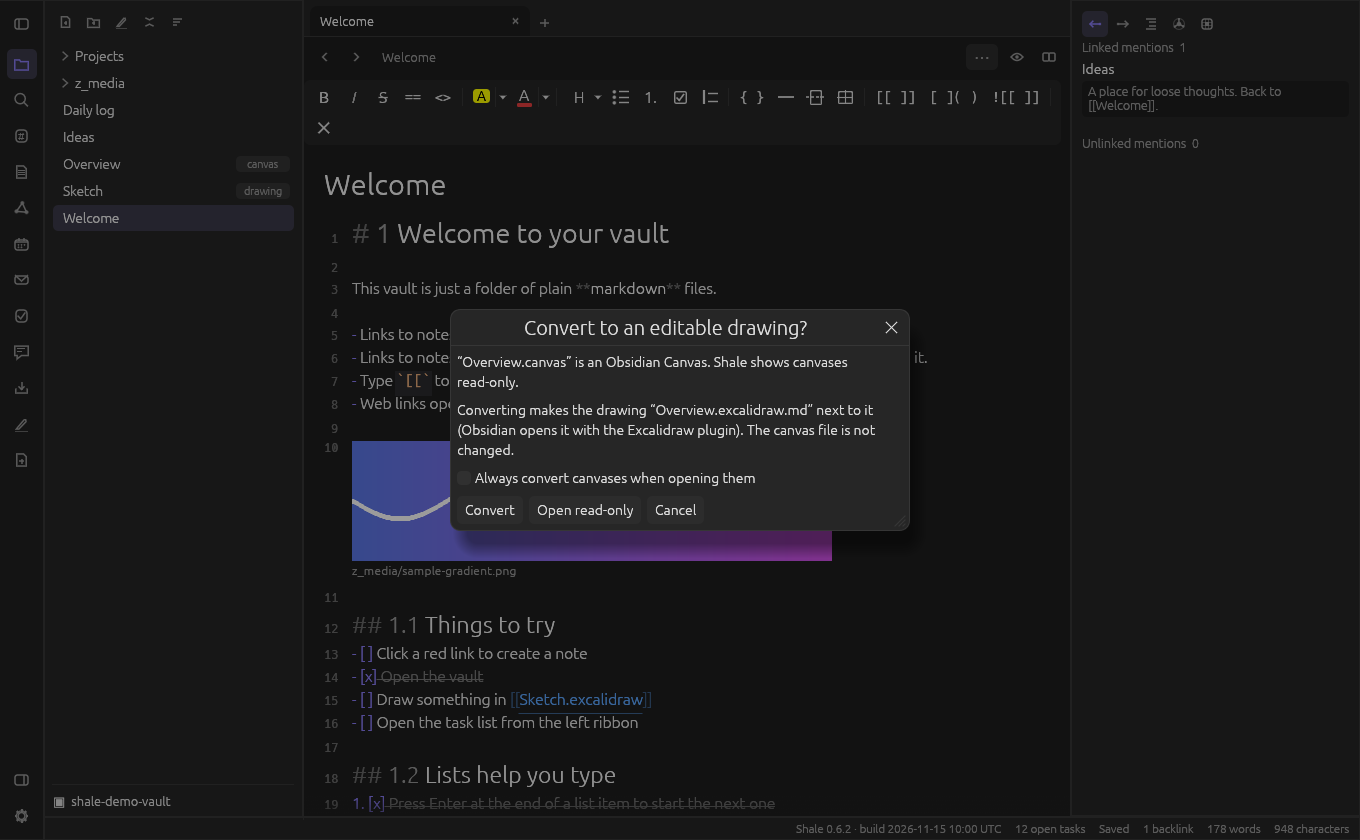 Projects
z_media
Daily log
Ideas
Overview canvas
Sketch drawing
Welcome
shale-demo-vault
Welcome × +
Welcome
B I S == <> A A H 1. { } [[ ]] [ ]( ) ![[ ]]
Welcome
1 # 1 Welcome to your vault
2
3 This vault is just a folder of plain **markdown** files.
4
5 - Links to note
6 - Links to note it.
7 - Type `[[` to
8 - Web links ope
9
10
z_media/sample-gradient.png
11
12 ## 1.1 Things to try
13 - [ ] Click a red link to create a note
14 - [x] Open the vault
15 - [ ] Draw something in [[Sketch.excalidraw]]
16 - [ ] Open the task list from the left ribbon
17
18 ## 1.2 Lists help you type
19 1. [x] Press Enter at the end of a list item to start the next one
Convert to an editable drawing?
“Overview.canvas” is an Obsidian Canvas. Shale shows canvases
read-only.
Converting makes the drawing “Overview.excalidraw.md” next to it
(Obsidian opens it with the Excalidraw plugin). The canvas file is not
changed.
Always convert canvases when opening them
Convert Open read-only Cancel
Linked mentions 1
Ideas
A place for loose thoughts. Back to
[[Welcome]].
Unlinked mentions 0
Shale 0.6.2 · build 2026-11-15 10:00 UTC 12 open tasks Saved 1 backlink 178 words 948 characters